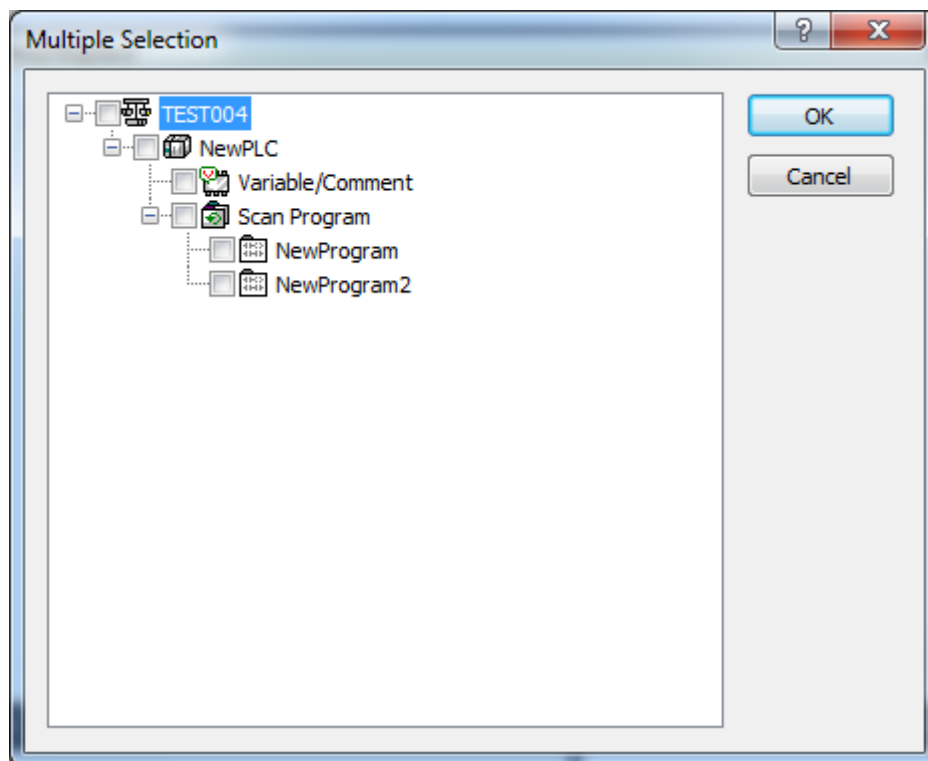 Multiple Selection
TEST004
NewPLC
Variable/Comment
Scan Program
NewProgram
NewProgram2
OK
Cancel